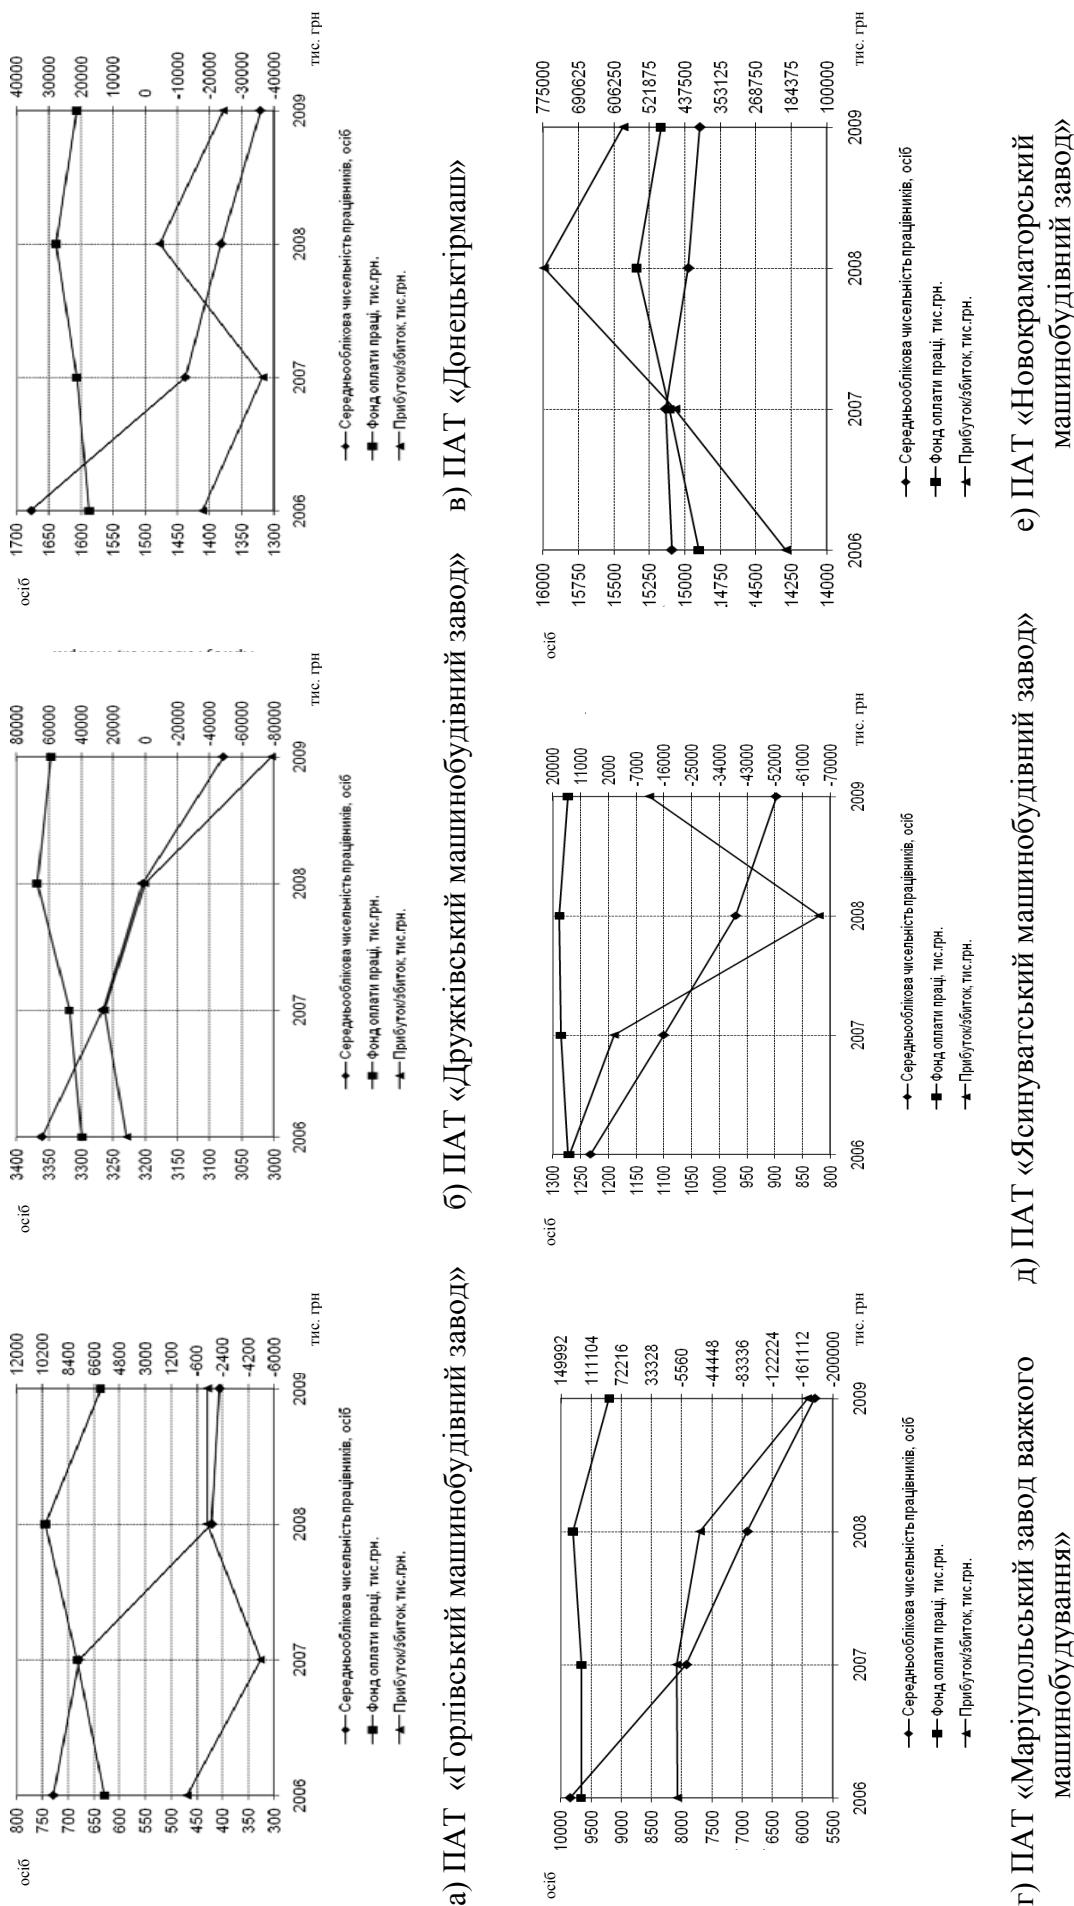 осіб
800
750
700
650
600
550
500
450
400
350
300
12000
10200
8400
6600
4800
3000
1200
-600
-2400
-4200
-6000
2006 2007 2008 2009
тис. грн
Середньооблікова чисельність працівників, осіб
Фонд оплати праці, тис.грн.
Прибуток/збиток, тис.грн.
а) ПАТ «Горлівський машинобудівний завод»
осіб
3400
3350
3300
3250
3200
3150
3100
3050
3000
80000
60000
40000
20000
0
-20000
-40000
-60000
-80000
2006 2007 2008 2009
тис. грн
Середньооблікова чисельність працівників, осіб
Фонд оплати праці, тис.грн.
Прибуток/збиток, тис.грн.
б) ПАТ «Дружківський машинобудівний завод»
осіб
1700
1650
1600
1550
1500
1450
1400
1350
1300
40000
30000
20000
10000
0
-10000
-20000
-30000
-40000
2006 2007 2008 2009
тис. грн
Середньооблікова чисельність працівників, осіб
Фонд оплати праці, тис.грн.
Прибуток/збиток, тис.грн.
в) ПАТ «Донецькгірмаш»
осіб
10000
9500
9000
8500
8000
7500
7000
6500
6000
5500
149992
111104
72216
33328
-5560
-44448
-83336
-122224
-161112
-200000
2006 2007 2008 2009
тис. грн
Середньооблікова чисельність працівників, осіб
Фонд оплати праці, тис.грн.
Прибуток/збиток, тис.грн.
г) ПАТ «Маріупольський завод важкого
машинобудування»
осіб
1300
1250
1200
1150
1100
1050
1000
950
900
850
800
20000
11000
2000
-7000
-16000
-25000
-34000
-43000
-52000
-61000
-70000
2006 2007 2008 2009
тис. грн
Середньооблікова чисельність працівників, осіб
Фонд оплати праці, тис.грн.
Прибуток/збиток, тис.грн.
д) ПАТ «Ясинуватський машинобудівний завод»
осіб
16000
15750
15500
15250
15000
14750
14500
14250
14000
775000
690625
606250
521875
437500
353125
268750
184375
100000
2006 2007 2008 2009
тис. грн
Середньооблікова чисельність працівників, осіб
Фонд оплати праці, тис.грн.
Прибуток/збиток, тис.грн.
е) ПАТ «Новокраматорський
машинобудівний завод»